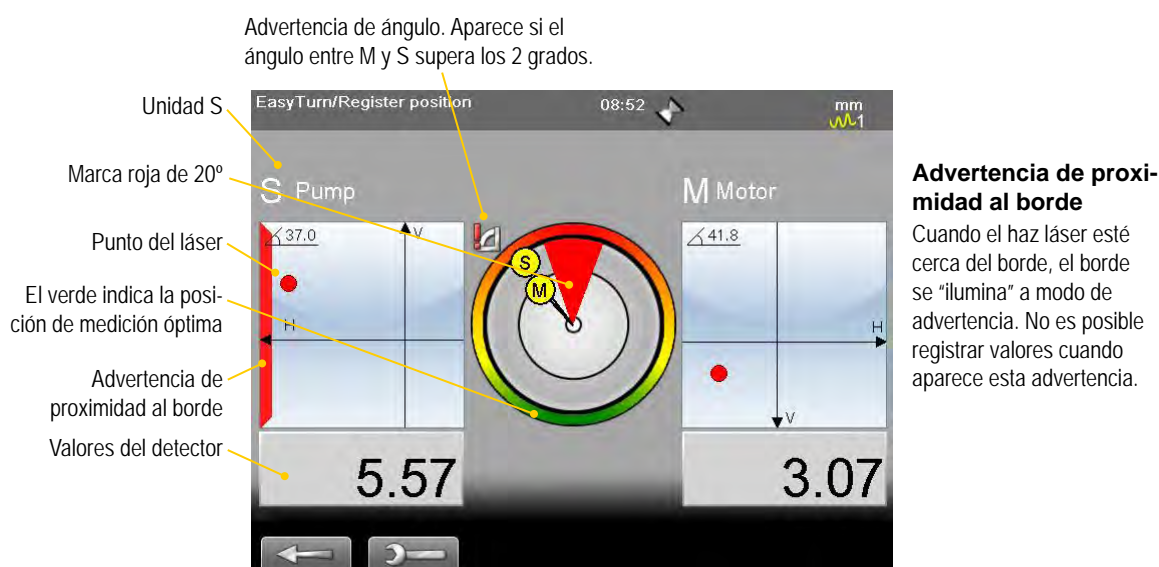 Advertencia de ángulo. Aparece si el
ángulo entre M y S supera los 2 grados.
Unidad S
Marca roja de 20º
Punto del láser
El verde indica la posi-
ción de medición óptima
Advertencia de
proximidad al borde
Valores del detector
EasyTurn/Register position
08:52
mm
1
S Pump
M Motor
37.0
V
H
S
M
41.8
H
V
5.57
3.07
Advertencia de proxi-
midad al borde
Cuando el haz láser esté
cerca del borde, el borde
se “ilumina” a modo de
advertencia. No es posible
registrar valores cuando
aparece esta advertencia.